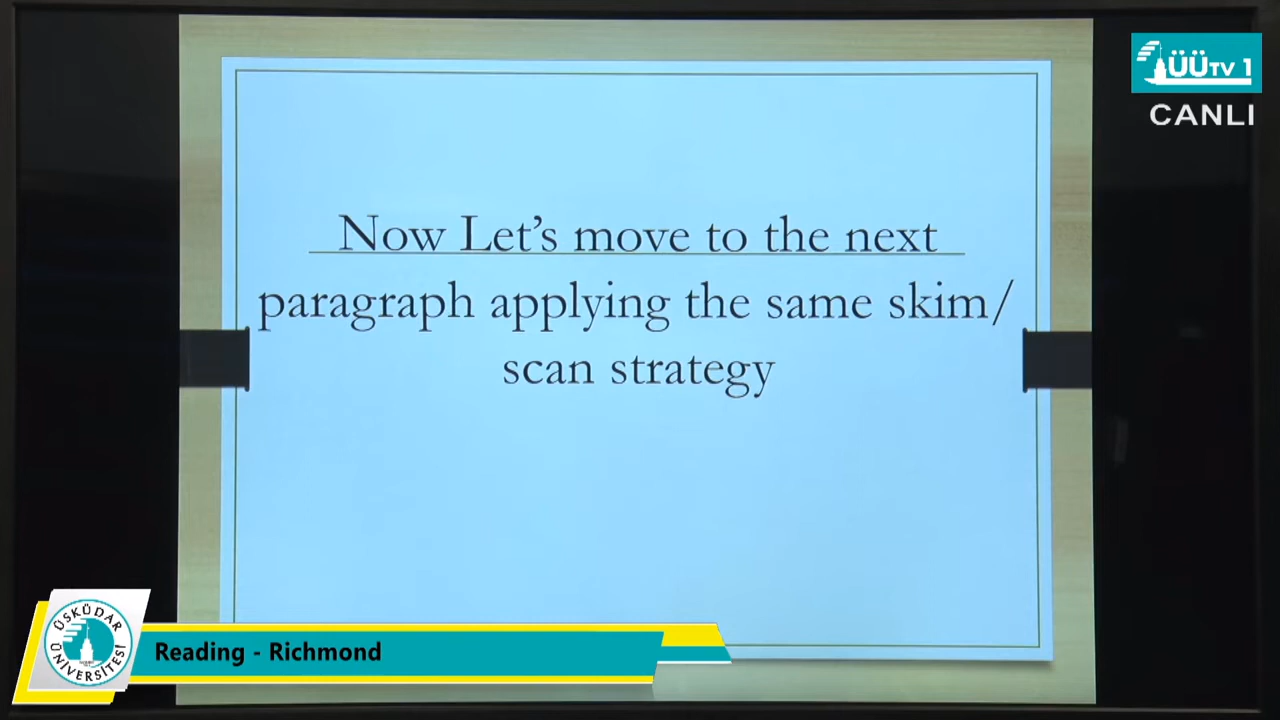 ÜÜTV 1
CANLI
Now Let's move to the next
paragraph applying the same skim/
scan strategy
ÜSKÜDAR
ÜNİVERSİTESİ
Reading - Richmond